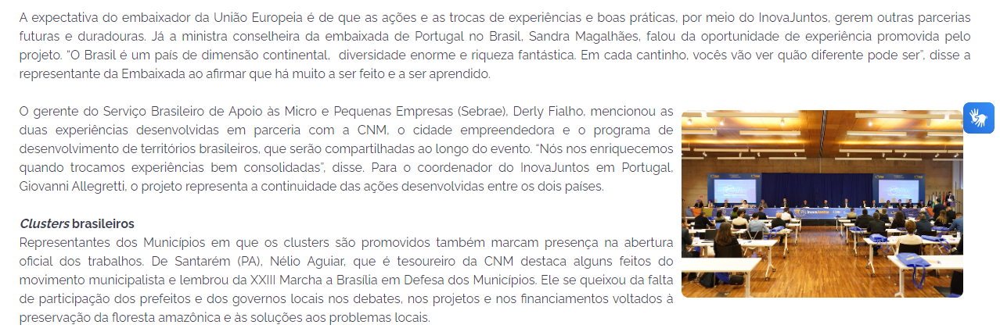 A expectativa do embaixador da União Europeia é de que as ações e as trocas de experiências e boas práticas, por meio do InovaJuntos, gerem outras parcerias
futuras e duradouras. Já a ministra conselheira da embaixada de Portugal no Brasil, Sandra Magalhães, falou da oportunidade de experiência promovida pelo
projeto. “O Brasil é um país de dimensão continental,  diversidade enorme e riqueza fantástica. Em cada cantinho, vocês vão ver quão diferente pode ser”, disse a
representante da Embaixada ao afirmar que há muito a ser feito e a ser aprendido.
O gerente do Serviço Brasileiro de Apoio às Micro e Pequenas Empresas (Sebrae), Derly Fialho, mencionou as
duas experiências desenvolvidas em parceria com a CNM, o cidade empreendedora e o programa de
desenvolvimento de territórios brasileiros, que serão compartilhadas ao longo do evento. “Nós nos enriquecemos
quando trocamos experiências bem consolidadas”, disse. Para o coordenador do InovaJuntos em Portugal,
Giovanni Allegretti, o projeto representa a continuidade das ações desenvolvidas entre os dois países.
Clusters brasileiros
Representantes dos Municípios em que os clusters são promovidos também marcam presença na abertura
oficial dos trabalhos. De Santarém (PA), Nélio Aguiar, que é tesoureiro da CNM destaca alguns feitos do
movimento municipalista e lembrou da XXIII Marcha a Brasília em Defesa dos Municípios. Ele se queixou da falta
de participação dos prefeitos e dos governos locais nos debates, nos projetos e nos financiamentos voltados à
preservação da floresta amazônica e às soluções aos problemas locais.
InovaJuntos